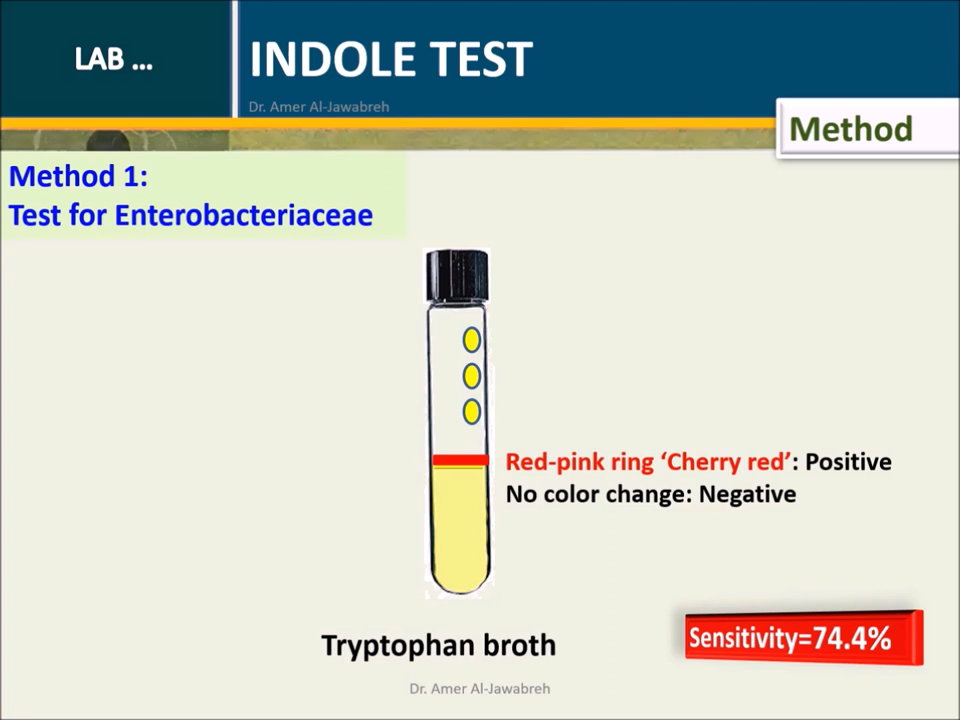 LAB ...
INDOLE TEST
Dr. Amer Al-Jawabreh
Method
Method 1:
Test for Enterobacteriaceae
Red-pink ring ‘Cherry red’: Positive
No color change: Negative
Tryptophan broth
Sensitivity=74.4%
Dr. Amer Al-Jawabreh